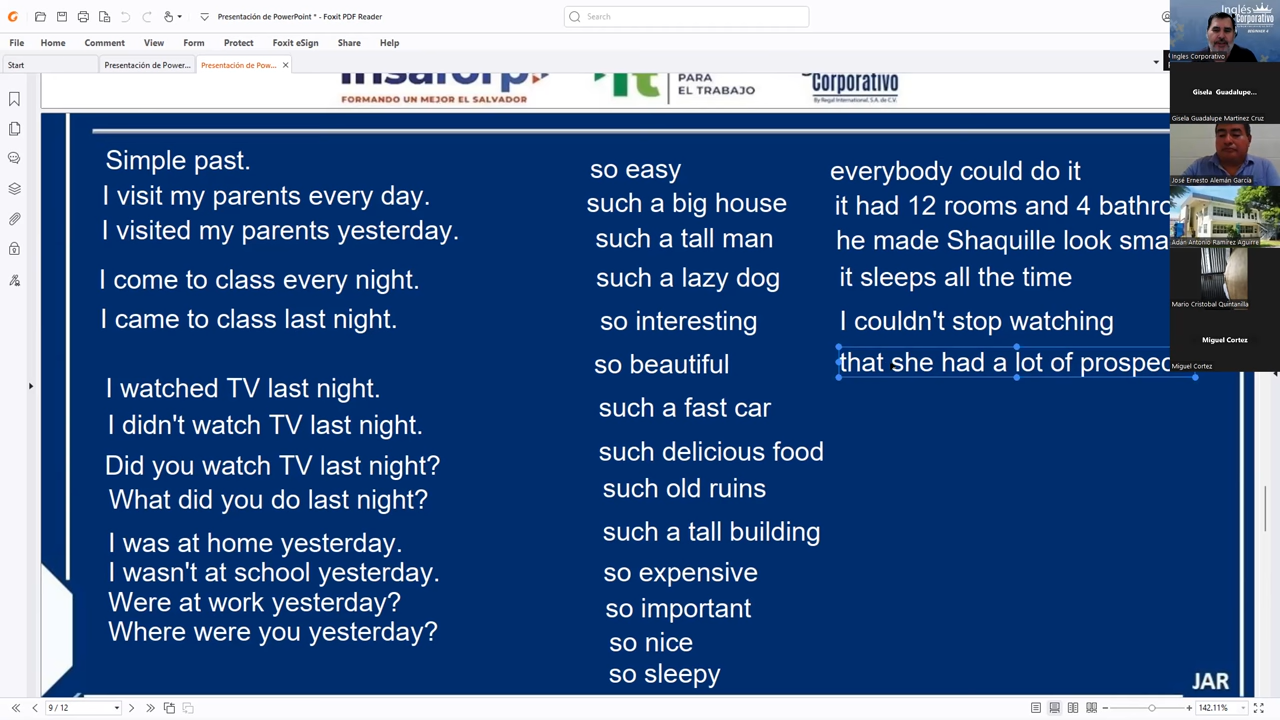 Presentación de PowerPoint * - Foxit PDF Reader
Search
File Home Comment View Form Protect Foxit eSign Share Help
Start
Presentación de Power...
Presentación de Pow...
FORMANDO UN MEJOR EL SALVADOR
PARA
EL TRABAJO
Corporativo
By Regal International, S.A. de C.V.
Simple past.
I visit my parents every day.
I visited my parents yesterday.
I come to class every night.
I came to class last night.
I watched TV last night.
I didn't watch TV last night.
Did you watch TV last night?
What did you do last night?
I was at home yesterday.
I wasn't at school yesterday.
Were at work yesterday?
Where were you yesterday?
so easy
such a big house
such a tall man
such a lazy dog
so interesting
so beautiful
such a fast car
such delicious food
such old ruins
such a tall building
so expensive
so important
so nice
so sleepy
everybody could do it
it had 12 rooms and 4 bathro
he made Shaquille look sma
it sleeps all the time
I couldn't stop watching
that she had a lot of prospec
JAR
Inglés
Corporativo
BEGINNER 4
Inglés Corporativo
Gisela Guadalupe...
Gisela Guadalupe Martinez Cruz
José Ernesto Alemán García
Adán Antonio Ramírez Aguirre
Mario Cristobal Quintanilla
Miguel Cortez
Miguel Cortez
9 / 12
142.11%